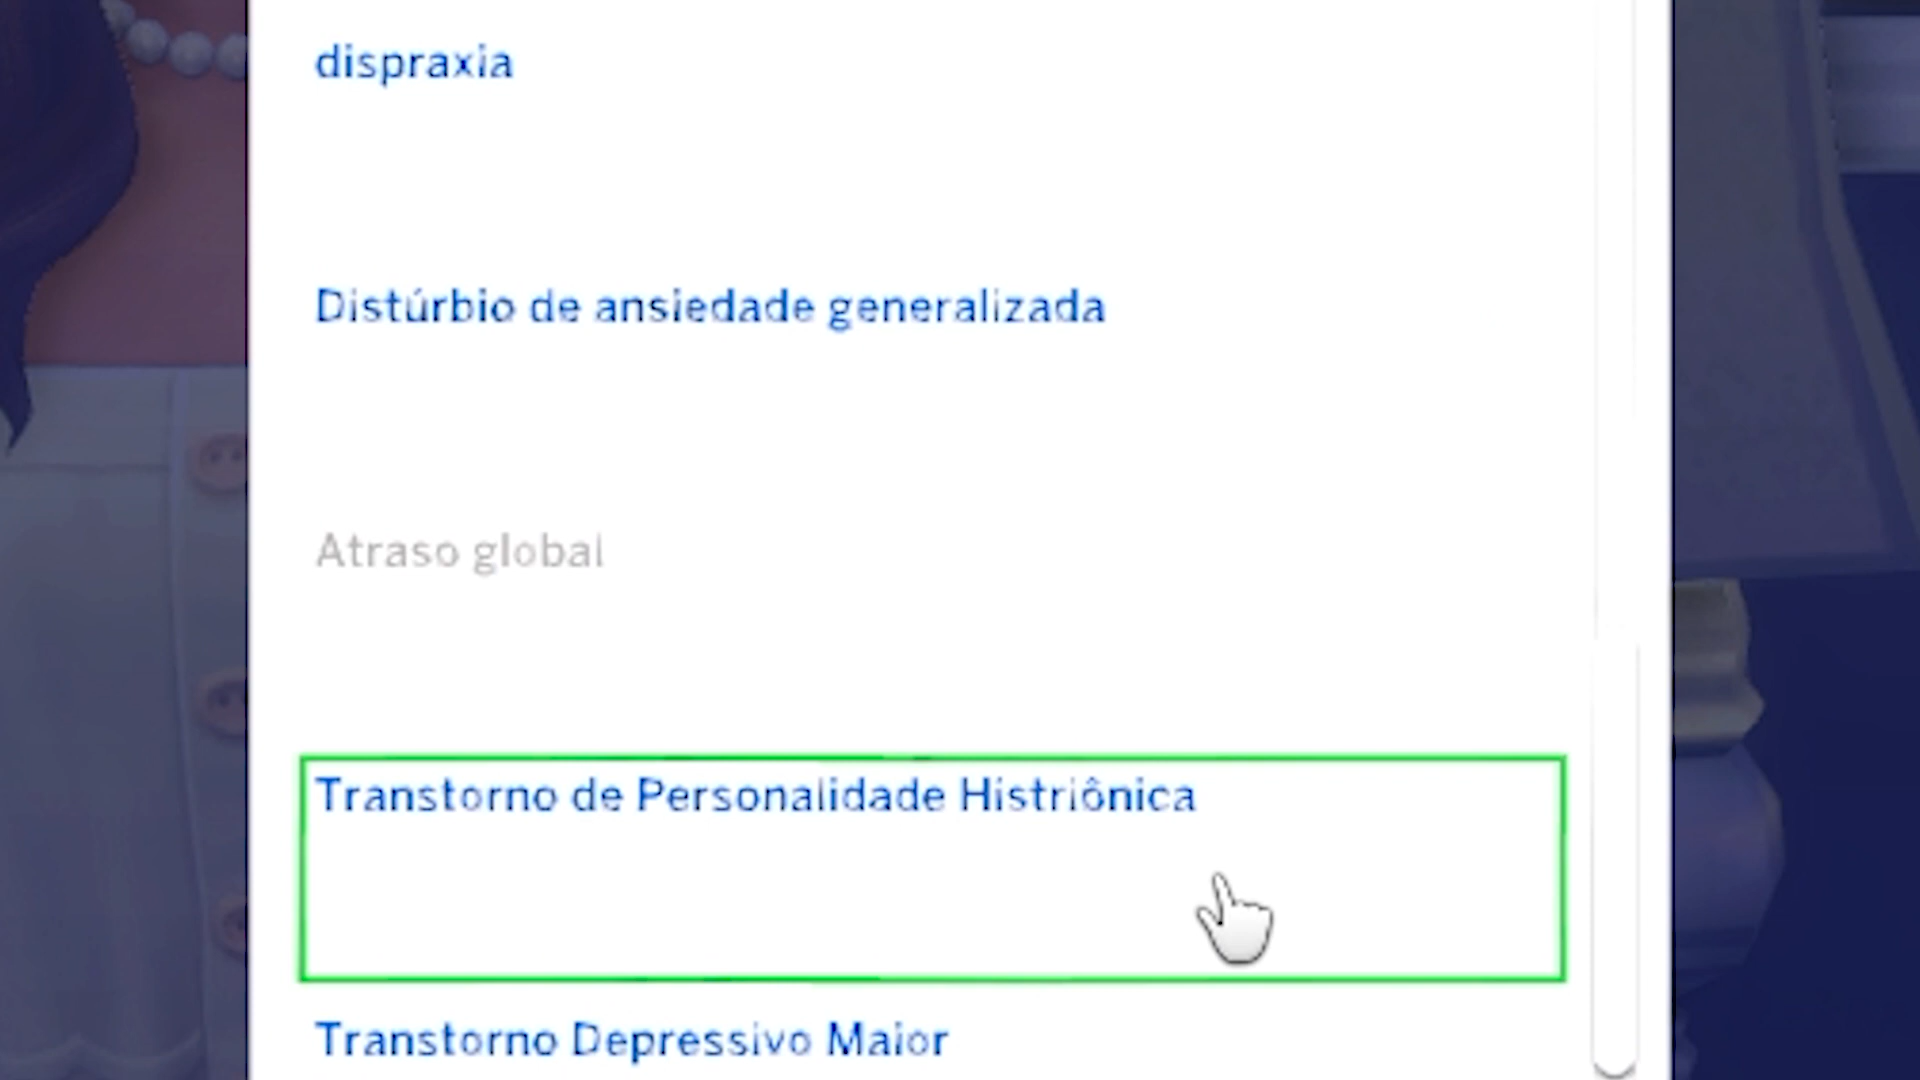 dispraxia
Distúrbio de ansiedade generalizada
Atraso global
Transtorno de Personalidade Histriônica
Transtorno Depressivo Maior